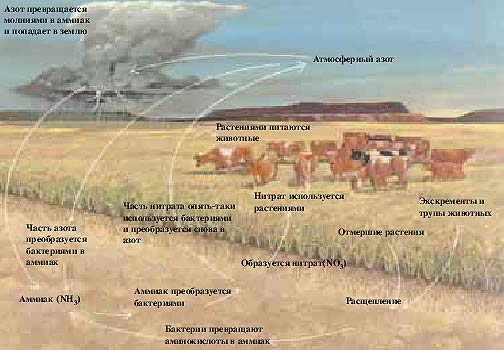 Азот превращается
молниями в аммиак
и попадает в землю
Атмосферный азот
Растениями питаются
животные
Нитрат используется
растениями
Экскременты и
трупы животных
Часть нитрата опять-таки
используется бактериями
и преобразуется снова в
азот
Часть азота
преобразуется
бактериями в
аммиак
Отмершие растения
Образуется нитрат(NO₃)
Аммиак (NH₃)
Аммиак преобразуется
бактериями
Расщепление
Бактерии превращают
аминокислоты в аммиак